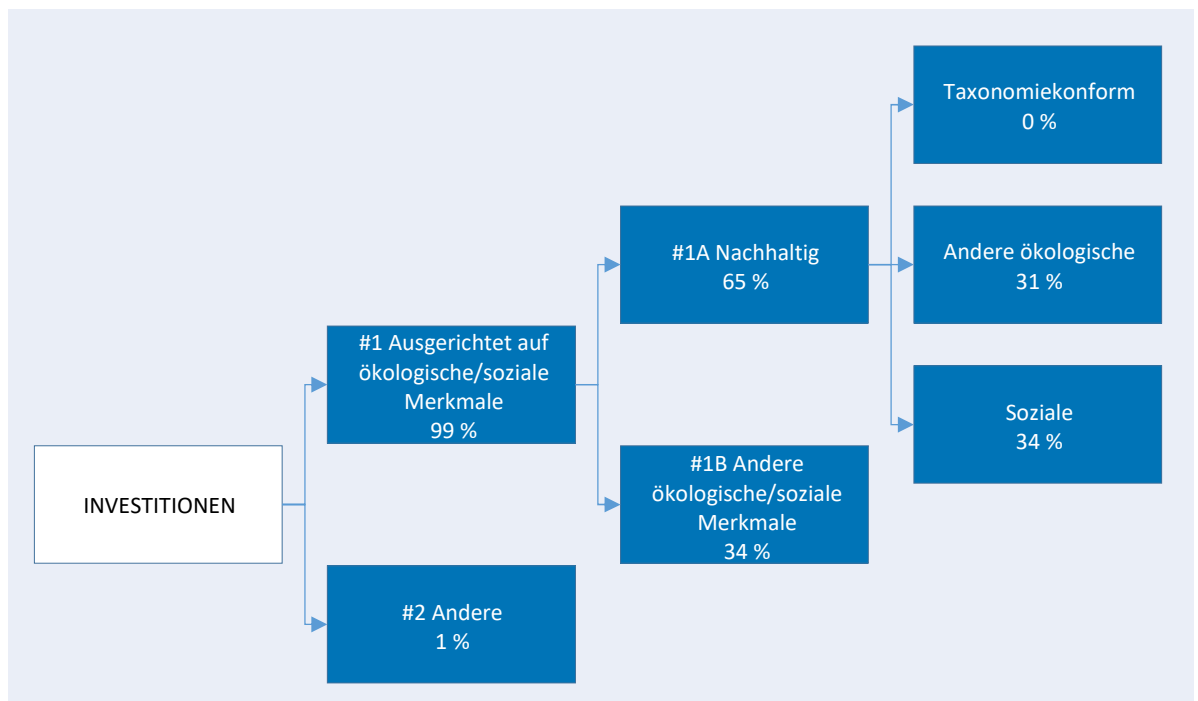 INVESTITIONEN
#1 Ausgerichtet auf
ökologische/soziale
Merkmale
99 %
#2 Andere
1 %
#1A Nachhaltig
65 %
#1B Andere
ökologische/soziale
Merkmale
34 %
Taxonomiekonform
0 %
Andere ökologische
31 %
Soziale
34 %